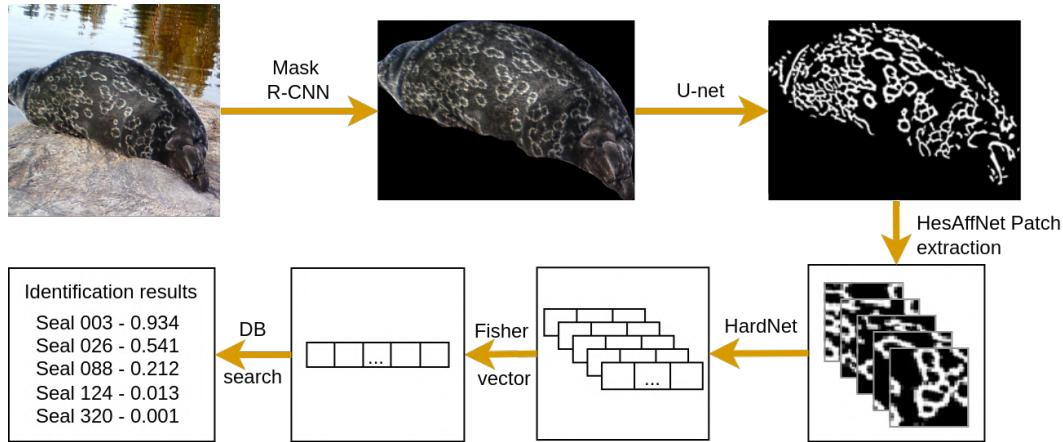 Mask
R-CNN
U-net
HesAffNet Patch
extraction
HardNet
...
Fisher
vector
...
DB
search
Identification results
Seal 003 - 0.934
Seal 026 - 0.541
Seal 088 - 0.212
Seal 124 - 0.013
Seal 320 - 0.001